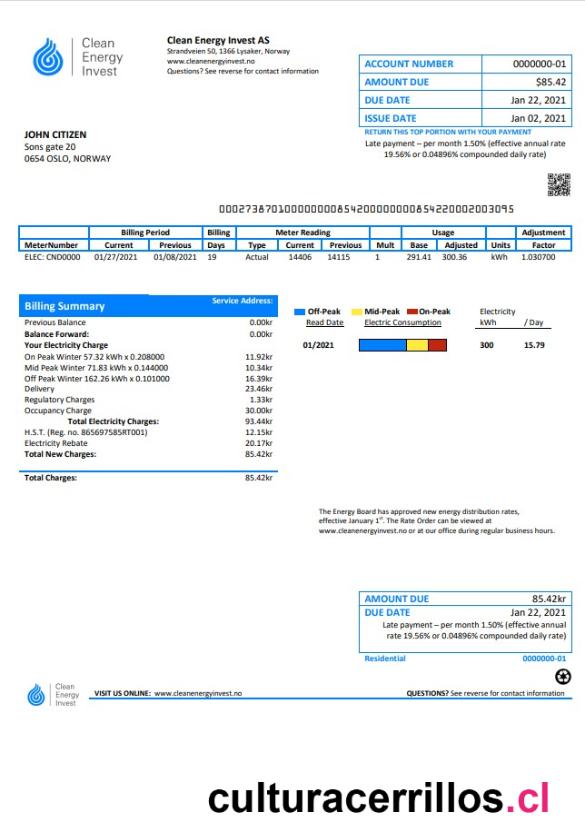 Clean
Energy
Invest
Clean Energy Invest AS
Strandveien 50, 1366 Lysaker, Norway
www.cleanenergyinvest.no
Questions? See reverse for contact information
ACCOUNT NUMBER 0000000-01
AMOUNT DUE $85.42
DUE DATE Jan 22, 2021
ISSUE DATE Jan 02, 2021
RETURN THIS TOP PORTION WITH YOUR PAYMENT
Late payment – per month 1.50% (effective annual rate
19.56% or 0.04896% compounded daily rate)
JOHN CITIZEN
Sons gate 20
0654 OSLO, NORWAY
Billing Period Billing Meter Reading Usage Adjustment
MeterNumber Current Previous Days Type Current Previous Mult Base Adjusted Units Factor
ELEC: CND0000 01/27/2021 01/08/2021 19 Actual 14406 14115 1 291.41 300.36 kWh 1.030700
Billing Summary Service Address:
Previous Balance 0.00kr
Balance Forward: 0.00kr
Your Electricity Charge
On Peak Winter 57.32 kWh x 0.208000 11.92kr
Mid Peak Winter 71.83 kWh x 0.144000 10.34kr
Off Peak Winter 162.26 kWh x 0.101000 16.39kr
Delivery 23.46kr
Regulatory Charges 1.33kr
Occupancy Charge 30.00kr
Total Electricity Charges: 93.44kr
H.S.T. (Reg. no. 865697585RT001) 12.15kr
Electricity Rebate 20.17kr
Total New Charges: 85.42kr
Total Charges: 85.42kr
Off-Peak Mid-Peak On-Peak Electricity
Read Date Electric Consumption kWh / Day
01/2021 300 15.79
The Energy Board has approved new energy distribution rates,
effective January 1st. The Rate Order can be viewed at
www.cleanenergyinvest.no or at our office during regular business hours.
AMOUNT DUE 85.42kr
DUE DATE Jan 22, 2021
Late payment – per month 1.50% (effective annual
rate 19.56% or 0.04896% compounded daily rate)
Residential 0000000-01
Clean
Energy
Invest
VISIT US ONLINE: www.cleanenergyinvest.no QUESTIONS? See reverse for contact information
culturacerrillos.cl